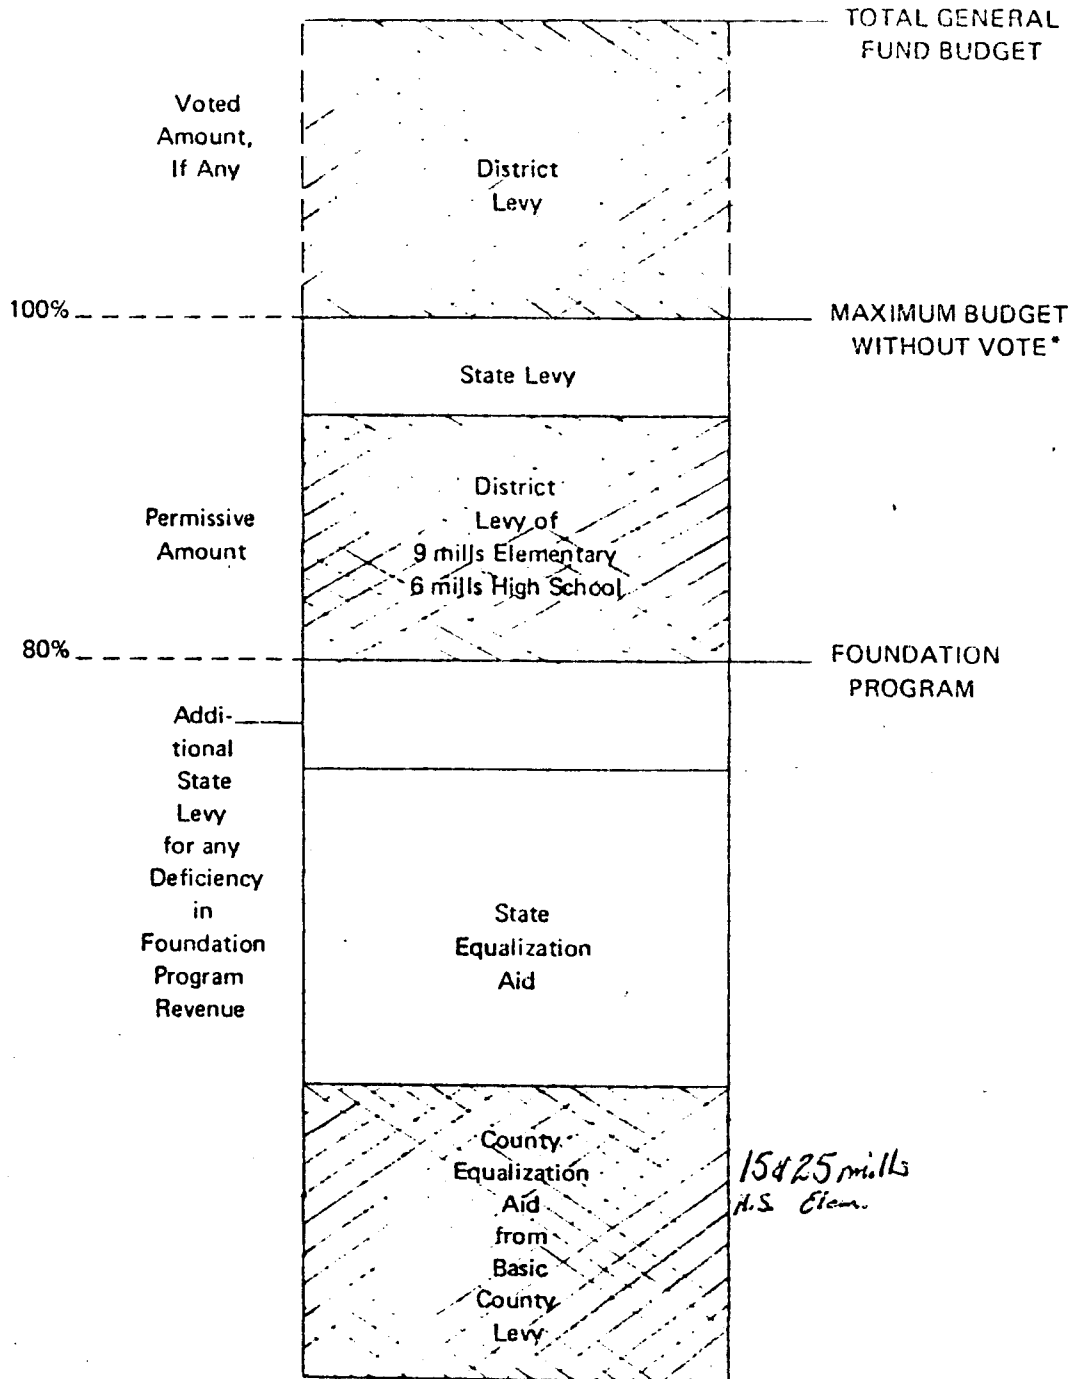 TOTAL GENERAL
FUND BUDGET
Voted
Amount,
If Any
District
Levy
100%
MAXIMUM BUDGET
WITHOUT VOTE*
State Levy
District
Levy of
9 mills Elementary
6 mills High School
Permissive
Amount
80%
FOUNDATION
PROGRAM
Addi-
tional
State
Levy
for any
Deficiency
in
Foundation
Program
Revenue
State
Equalization
Aid
County
Equalization
Aid
from
Basic
County
Levy
15 & 25 mills
H.S. Elem.